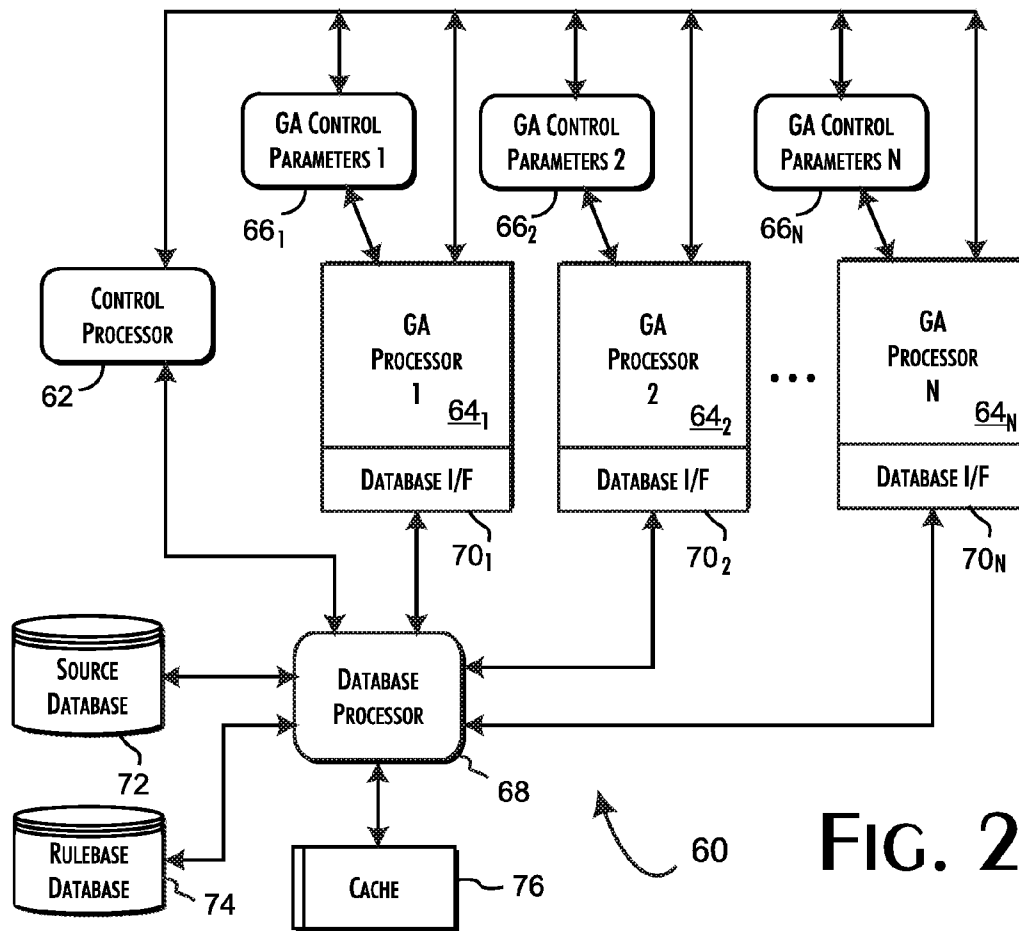 GA CONTROL
PARAMETERS 1
GA CONTROL
PARAMETERS 2
GA CONTROL
PARAMETERS N
66₁
66₂
66N
CONTROL
PROCESSOR
62
GA
PROCESSOR
1
64₁
DATABASE I/F
70₁
GA
PROCESSOR
2
64₂
DATABASE I/F
70₂
...
GA
PROCESSOR
N
64N
DATABASE I/F
70N
SOURCE
DATABASE
72
DATABASE
PROCESSOR
68
RULEBASE
DATABASE
74
CACHE
76
60
FIG. 2